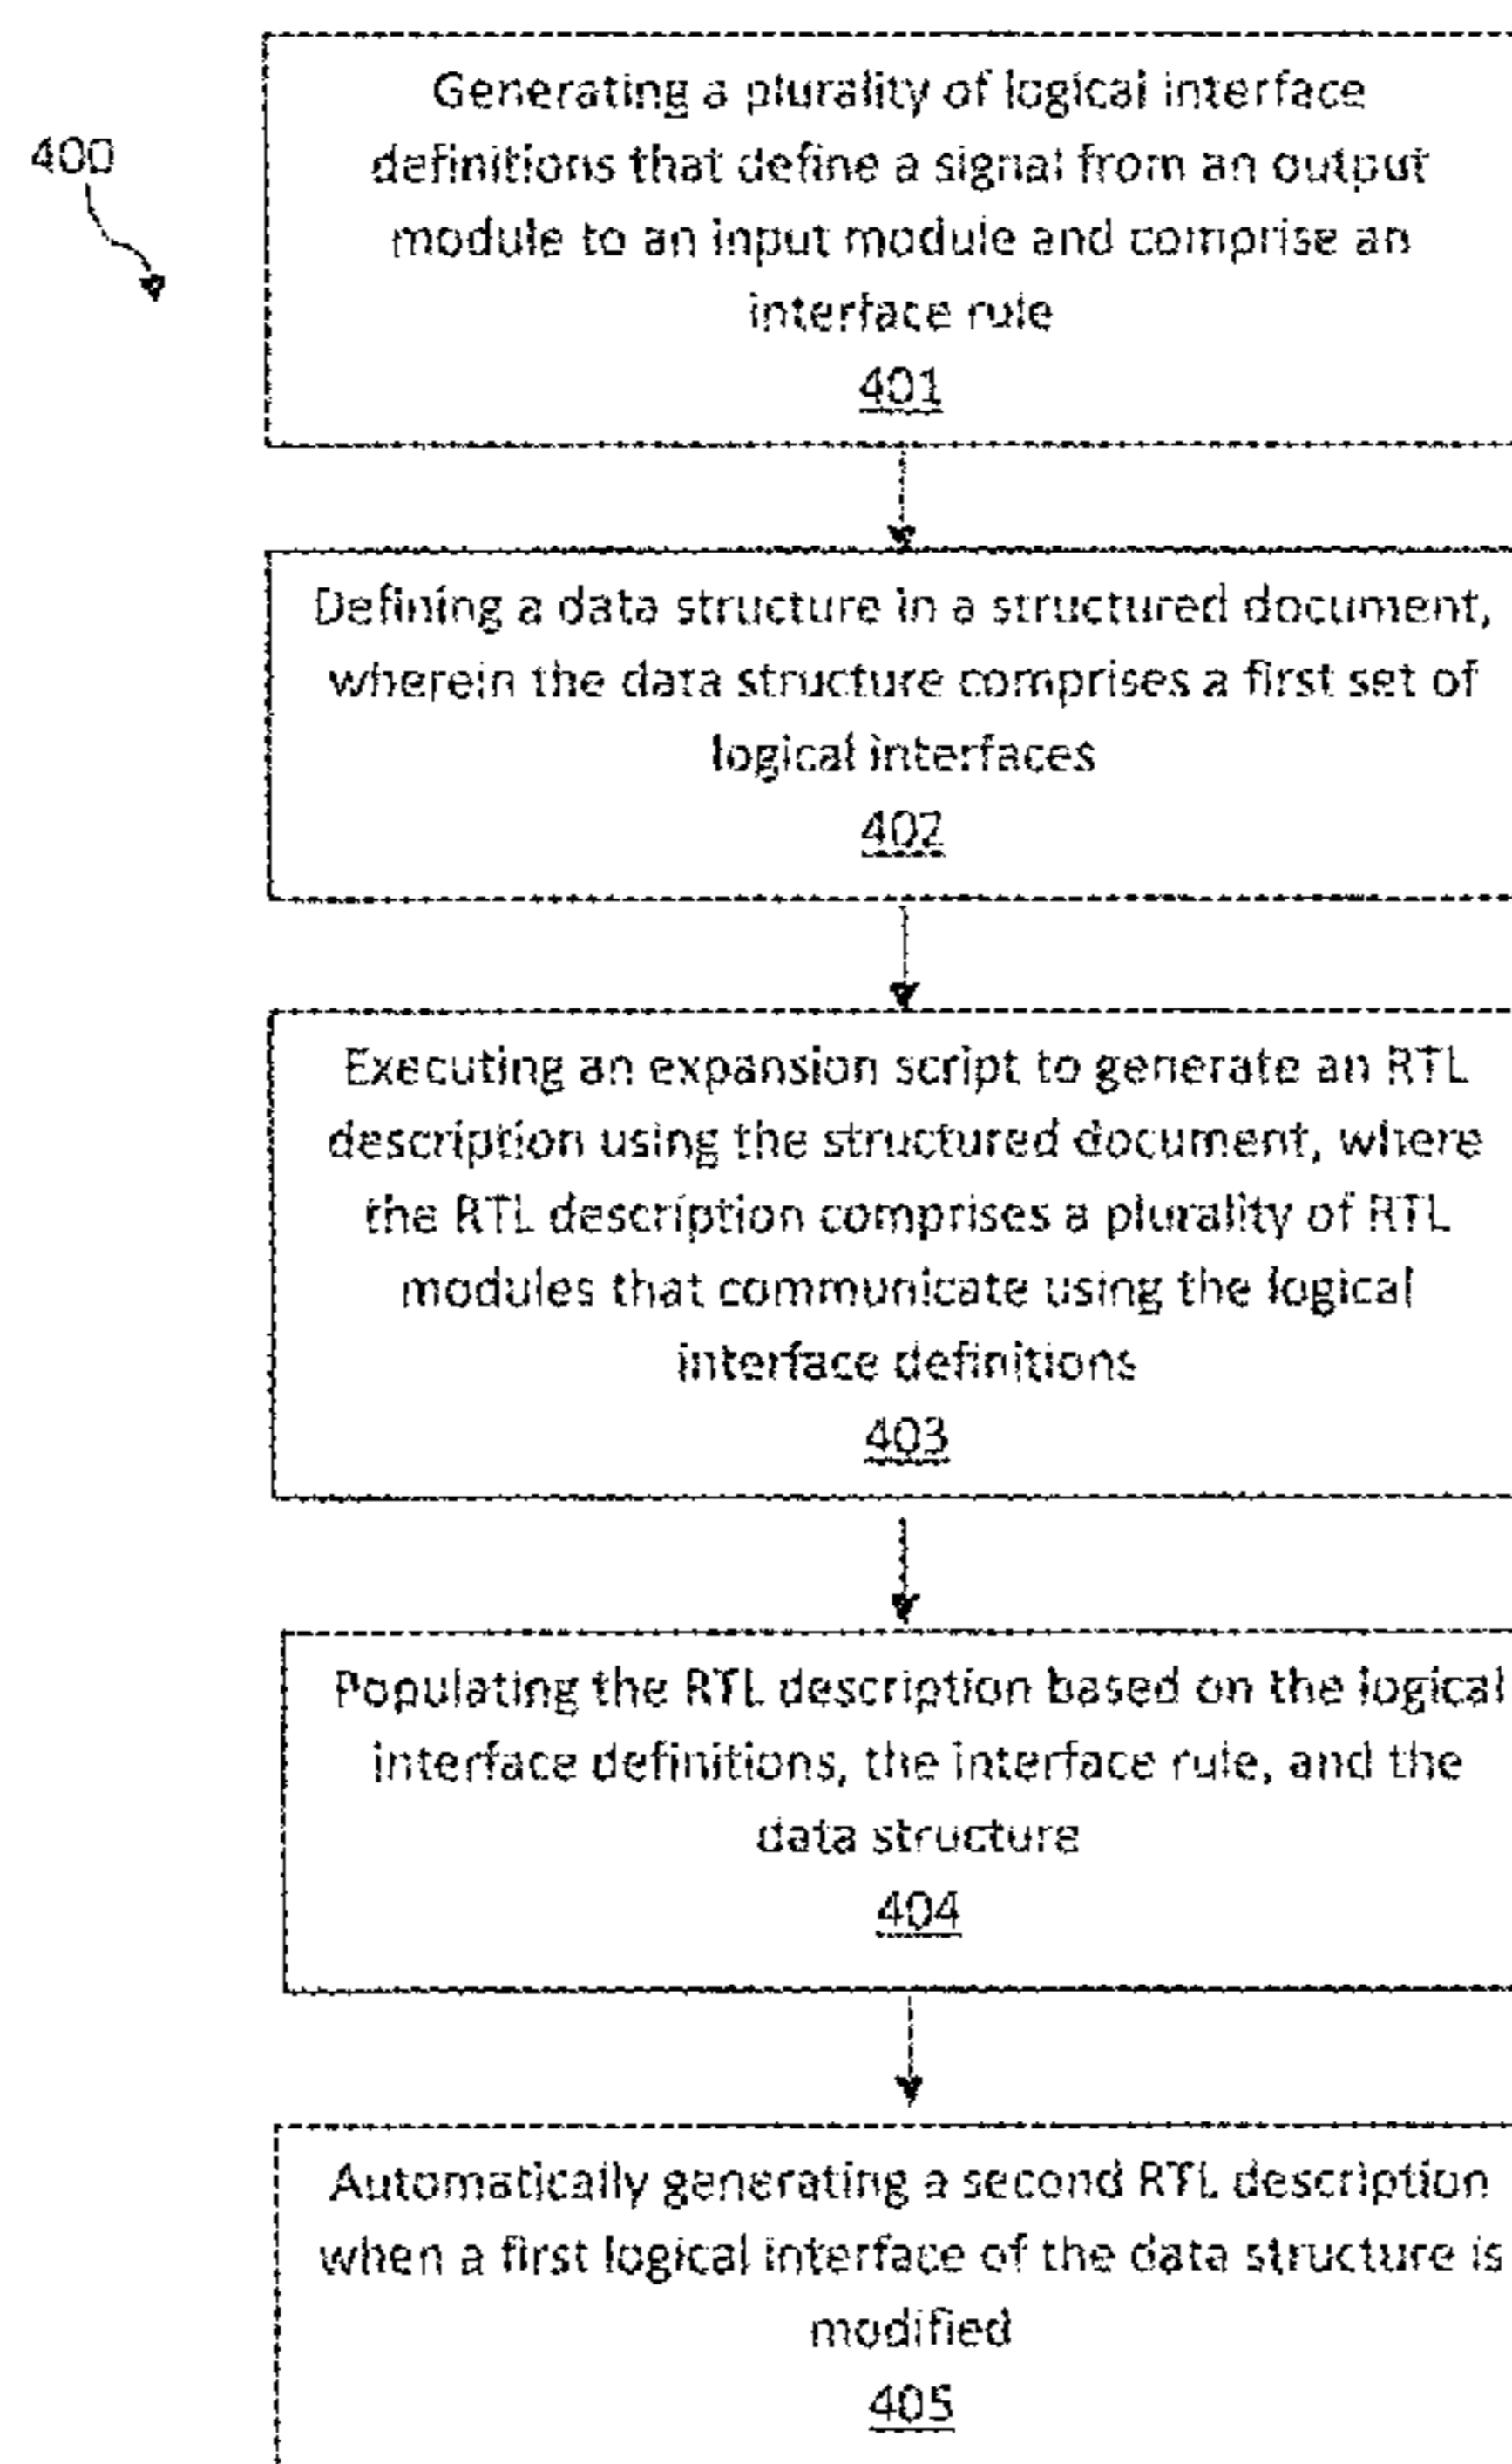 400
Generating a plurality of logical interface
definitions that define a signal from an output
module to an input module and comprise an
interface rule
401
Defining a data structure in a structured document,
wherein the data structure comprises a first set of
logical interfaces
402
Executing an expansion script to generate an RTL
description using the structured document, where
the RTL description comprises a plurality of RTL
modules that communicate using the logical
interface definitions
403
Populating the RTL description based on the logical
interface definitions, the interface rule, and the
data structure
404
Automatically generating a second RTL description
when a first logical interface of the data structure is
modified
405